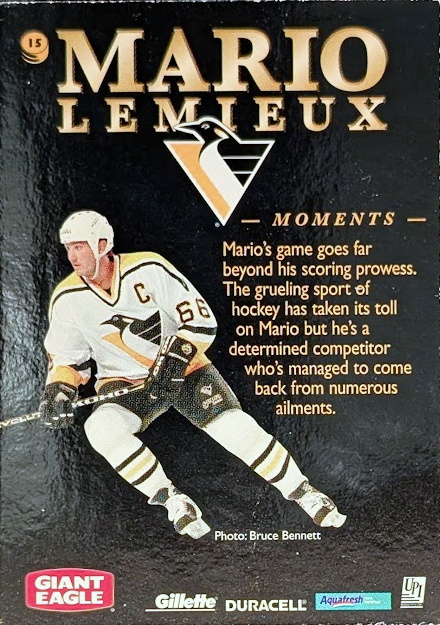 15
MARIO
LEMIEUX
— MOMENTS —
Mario's game goes far
beyond his scoring prowess.
The grueling sport of
hockey has taken its toll
on Mario but he's a
determined competitor
who's managed to come
back from numerous
ailments.
C
66
KOHO
Photo: Bruce Bennett
GIANT
EAGLE
Gillette DURACELL Aquafresh UPI